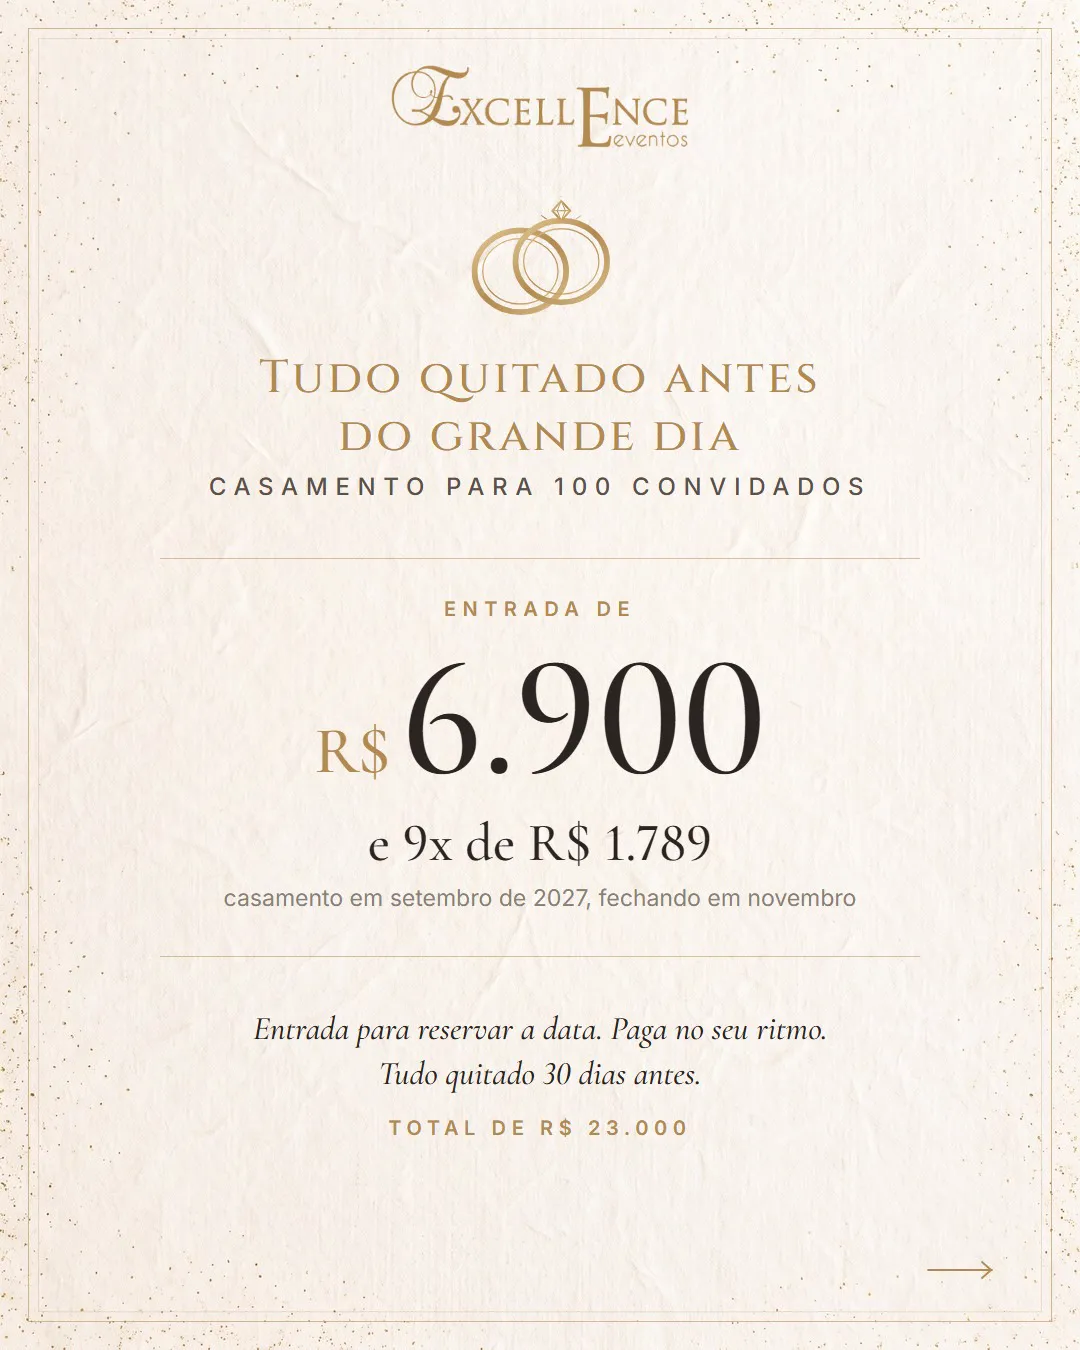 ExcellEnce
eventos
Tudo quitado antes
do grande dia
CASAMENTO PARA 100 CONVIDADOS
ENTRADA DE
R$ 6.900
e 9x de R$ 1.789
casamento em setembro de 2027, fechando em novembro
Entrada para reservar a data. Paga no seu ritmo.
Tudo quitado 30 dias antes.
TOTAL DE R$ 23.000